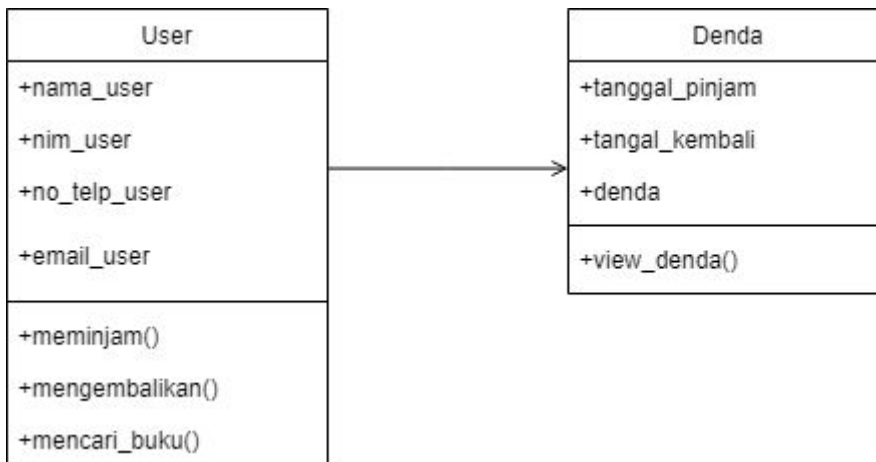 User
+nama_user
+nim_user
+no_telp_user
+email_user
+meminjam()
+mengembalikan()
+mencari_buku()
Denda
+tanggal_pinjam
+tangal_kembali
+denda
+view_denda()